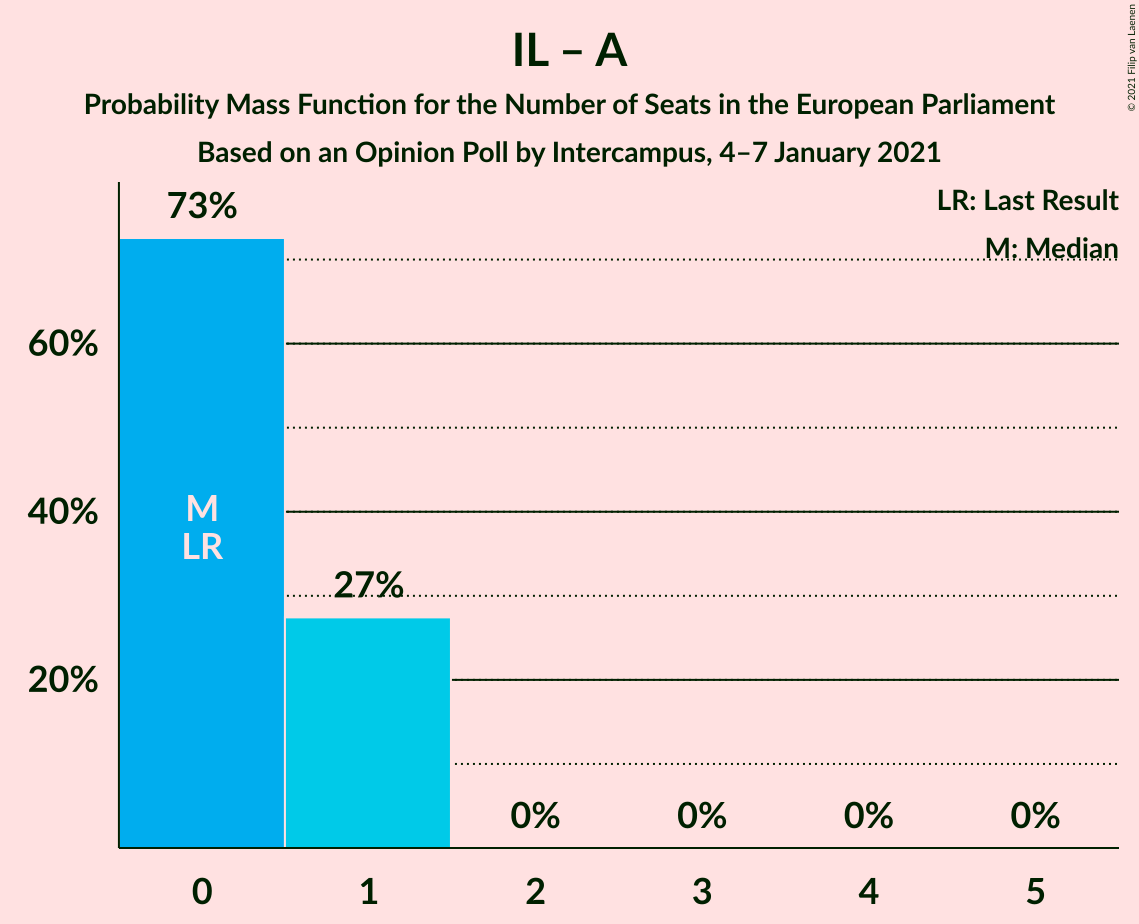 IL – A
Probability Mass Function for the Number of Seats in the European Parliament
Based on an Opinion Poll by Intercampus, 4–7 January 2021
© 2021 Filip van Laenen
LR: Last Result
M: Median
73%
60%
40%
20%
M
LR
27%
0%
0%
0%
0%
0
1
2
3
4
5